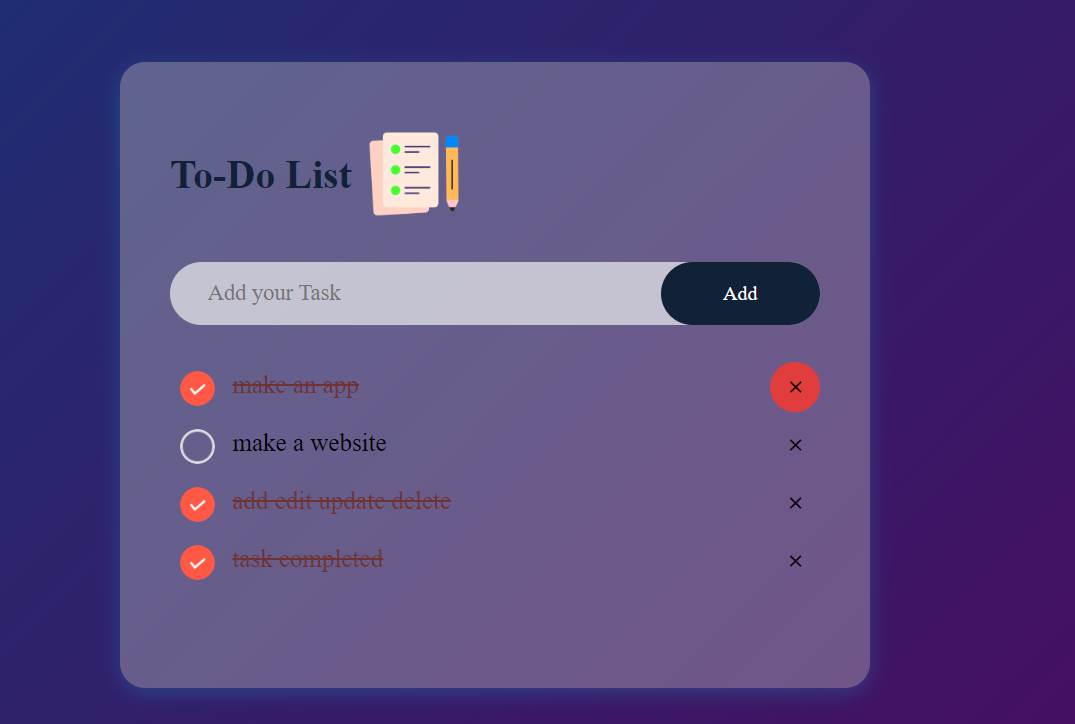 To-Do List
Add your Task
Add
make an app
×
make a website
×
add edit update delete
×
task completed
×